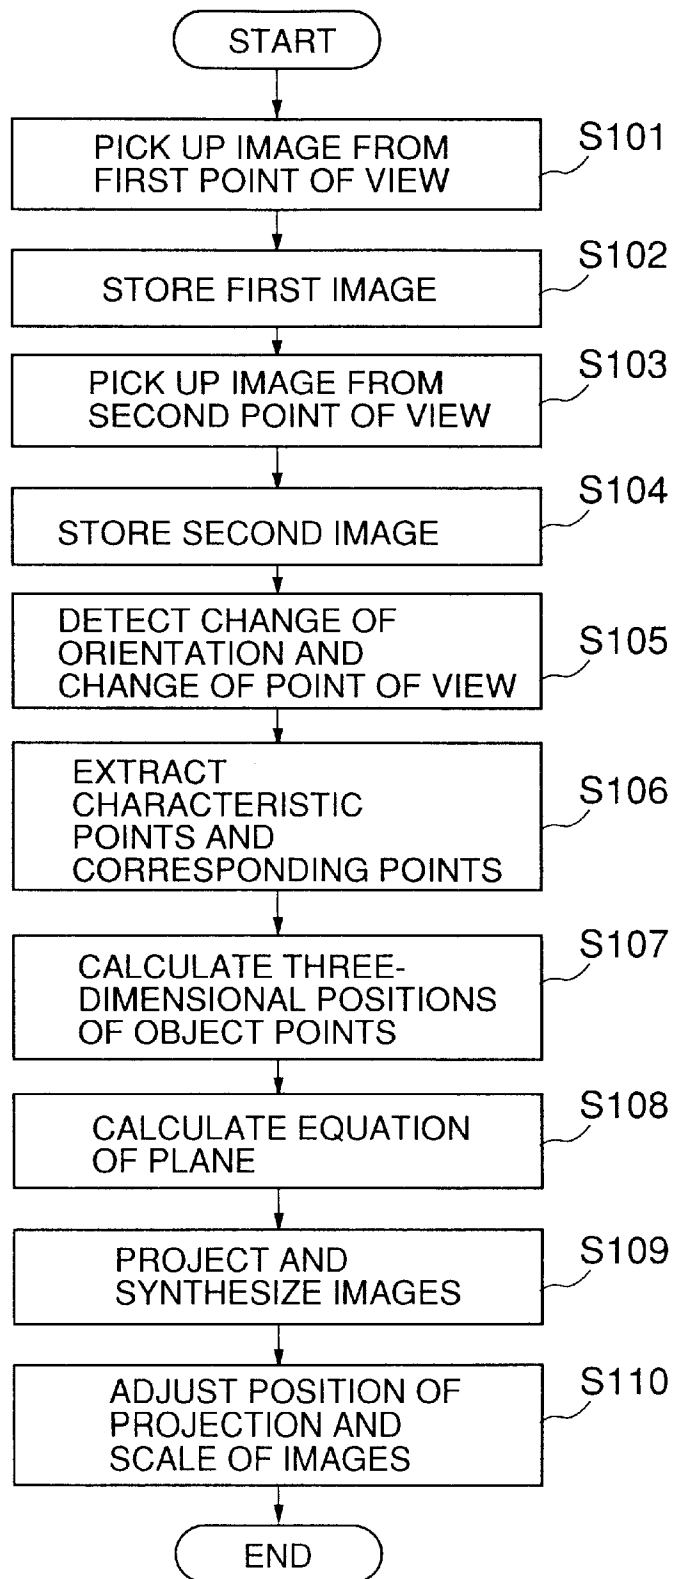 START
PICK UP IMAGE FROM
FIRST POINT OF VIEW
S101
STORE FIRST IMAGE
S102
PICK UP IMAGE FROM
SECOND POINT OF VIEW
S103
STORE SECOND IMAGE
S104
DETECT CHANGE OF
ORIENTATION AND
CHANGE OF POINT OF VIEW
S105
EXTRACT
CHARACTERISTIC
POINTS AND
CORRESPONDING POINTS
S106
CALCULATE THREE-
DIMENSIONAL POSITIONS
OF OBJECT POINTS
S107
CALCULATE EQUATION
OF PLANE
S108
PROJECT AND
SYNTHESIZE IMAGES
S109
ADJUST POSITION OF
PROJECTION AND
SCALE OF IMAGES
S110
END